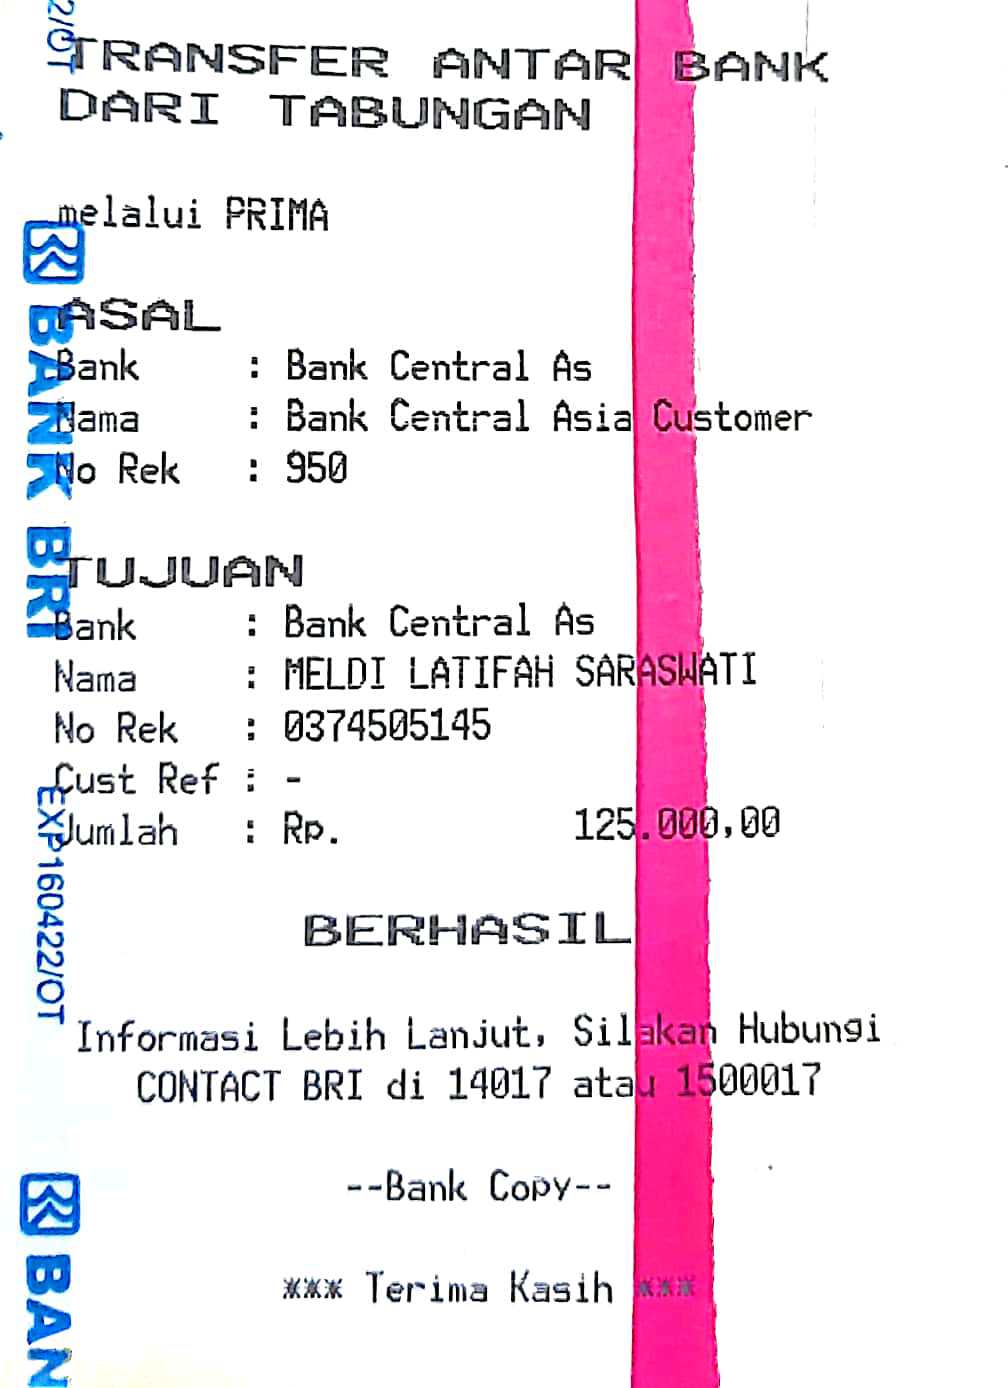 TRANSFER ANTAR BANK
DARI TABUNGAN
melalui PRIMA
ASAL
Bank : Bank Central As
Nama : Bank Central Asia Customer
No Rek : 950
TUJUAN
Bank : Bank Central As
Nama : MELDI LATIFAH SARASWATI
No Rek : 0374505145
Cust Ref : -
Jumlah : Rp. 125.000,00
BERHASIL
Informasi Lebih Lanjut, Silakan Hubungi
CONTACT BRI di 14017 atau 1500017
--Bank Copy--
*** Terima Kasih ***
2/OT
BANK BRI
EXP160422/OT
BAN